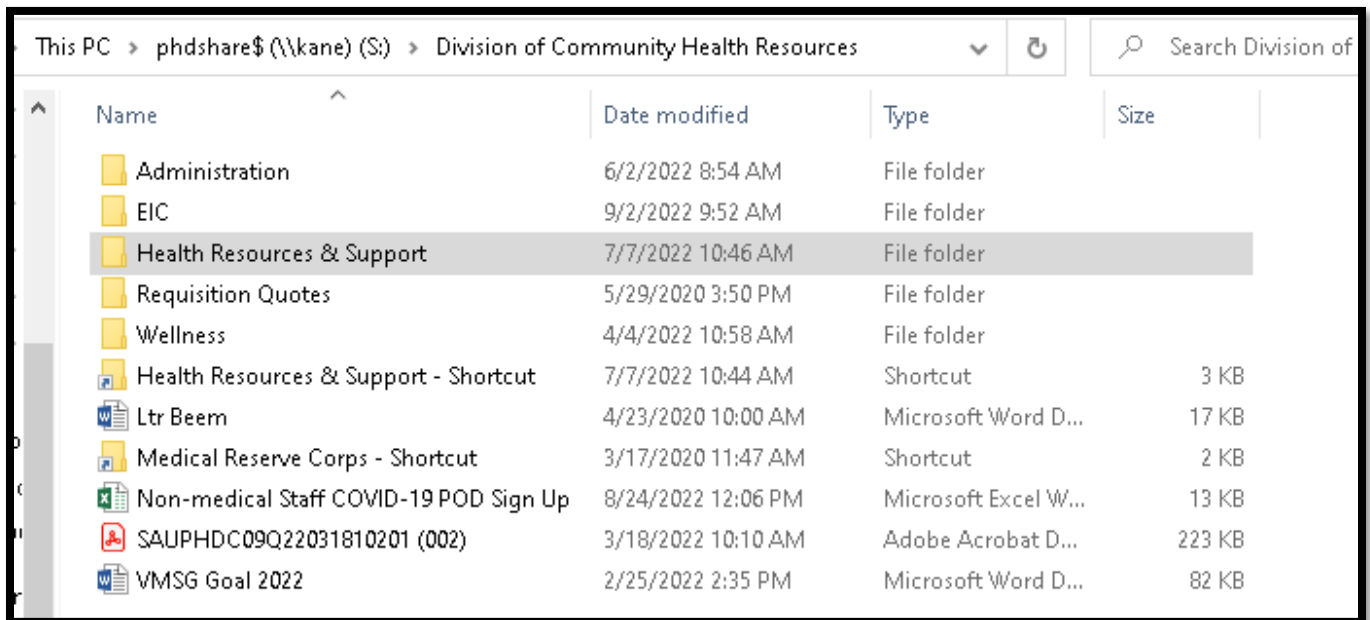 This PC > phdshare$ (\\kane) (S:) > Division of Community Health Resources Search Division of
Name Date modified Type Size
Administration 6/2/2022 8:54 AM File folder
EIC 9/2/2022 9:52 AM File folder
Health Resources & Support 7/7/2022 10:46 AM File folder
Requisition Quotes 5/29/2020 3:50 PM File folder
Wellness 4/4/2022 10:58 AM File folder
Health Resources & Support - Shortcut 7/7/2022 10:44 AM Shortcut 3 KB
Ltr Beem 4/23/2020 10:00 AM Microsoft Word D... 17 KB
Medical Reserve Corps - Shortcut 3/17/2020 11:47 AM Shortcut 2 KB
Non-medical Staff COVID-19 POD Sign Up 8/24/2022 12:06 PM Microsoft Excel W... 13 KB
SAUPHDC09Q22031810201 (002) 3/18/2022 10:10 AM Adobe Acrobat D... 223 KB
VMSG Goal 2022 2/25/2022 2:35 PM Microsoft Word D... 82 KB